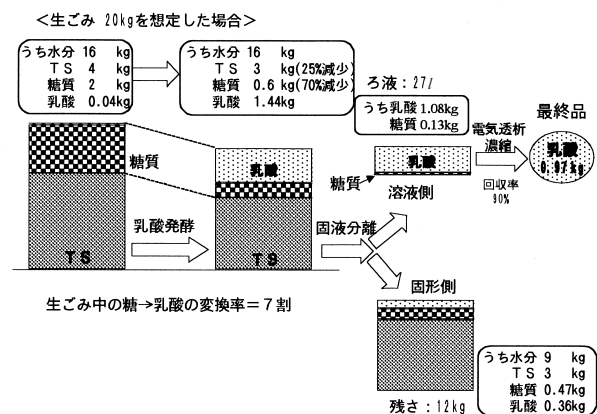 ＜生ごみ 20kgを想定した場合＞
うち水分 16 kg
TS 4 kg
糖質 2 kg
乳酸 0.04kg
うち水分 16 kg
TS 3 kg(25%減少)
糖質 0.6 kg(70%減少)
乳酸 1.44kg
ろ液：27l
うち乳酸 1.08kg
糖質 0.13kg
最終品
乳酸
0.97kg
電気透析
濃縮
回収率
90%
乳酸
糖質
溶液側
糖質
乳酸
乳酸発酵
固液分離
TS
TS
固形側
生ごみ中の糖→乳酸の変換率＝７割
うち水分 9 kg
TS 3 kg
糖質 0.47kg
乳酸 0.36kg
残さ：12kg